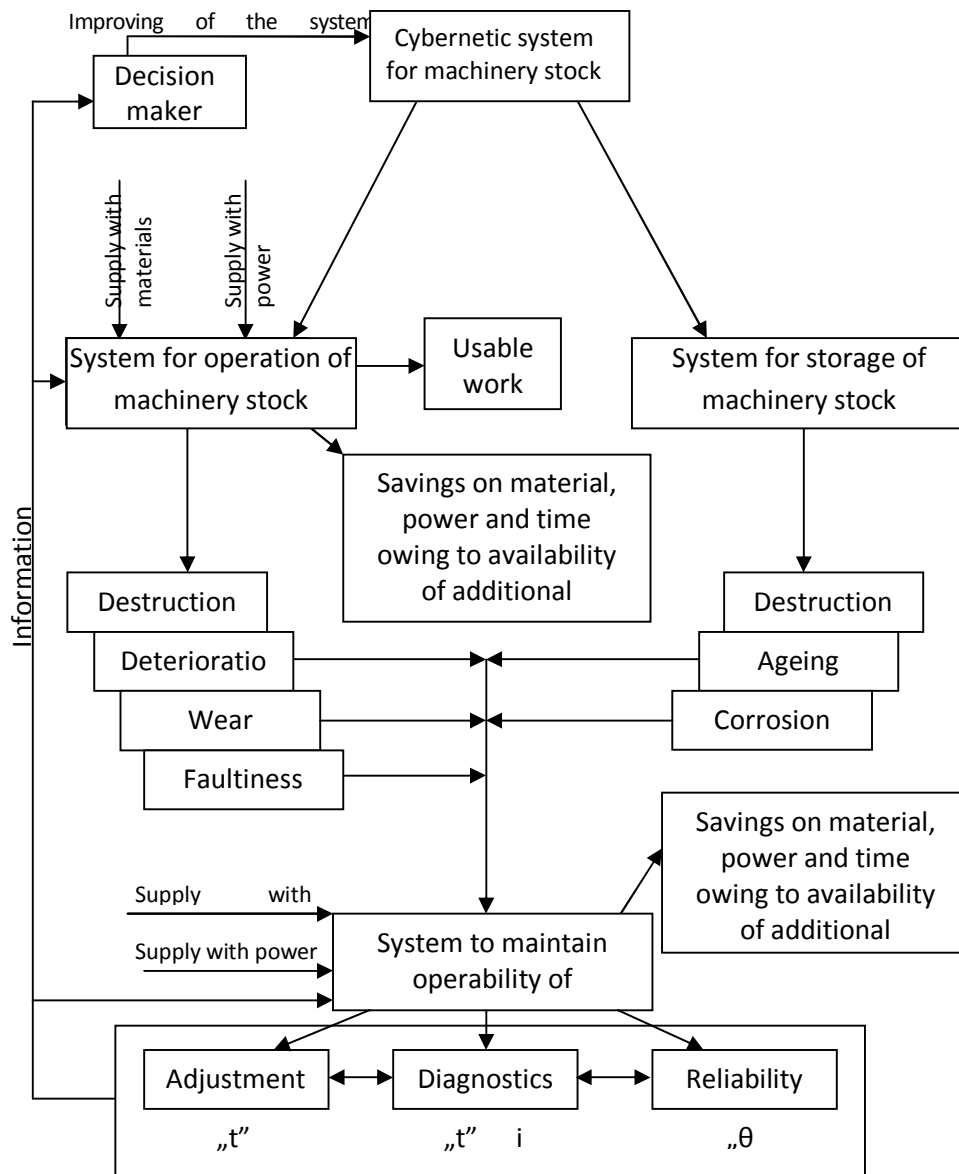 Improving of the system
Cybernetic system
for machinery stock
Decision
maker
Supply with
materials
Supply with
power
System for operation of
machinery stock
Usable
work
System for storage of
machinery stock
Savings on material,
power and time
owing to availability
of additional
Information
Destruction
Deterioratio
Wear
Faultiness
Destruction
Ageing
Corrosion
Savings on material,
power and time
owing to availability
of additional
Supply with
Supply with power
System to maintain
operability of
Adjustment
Diagnostics
Reliability
„t”
„t” i
„θ